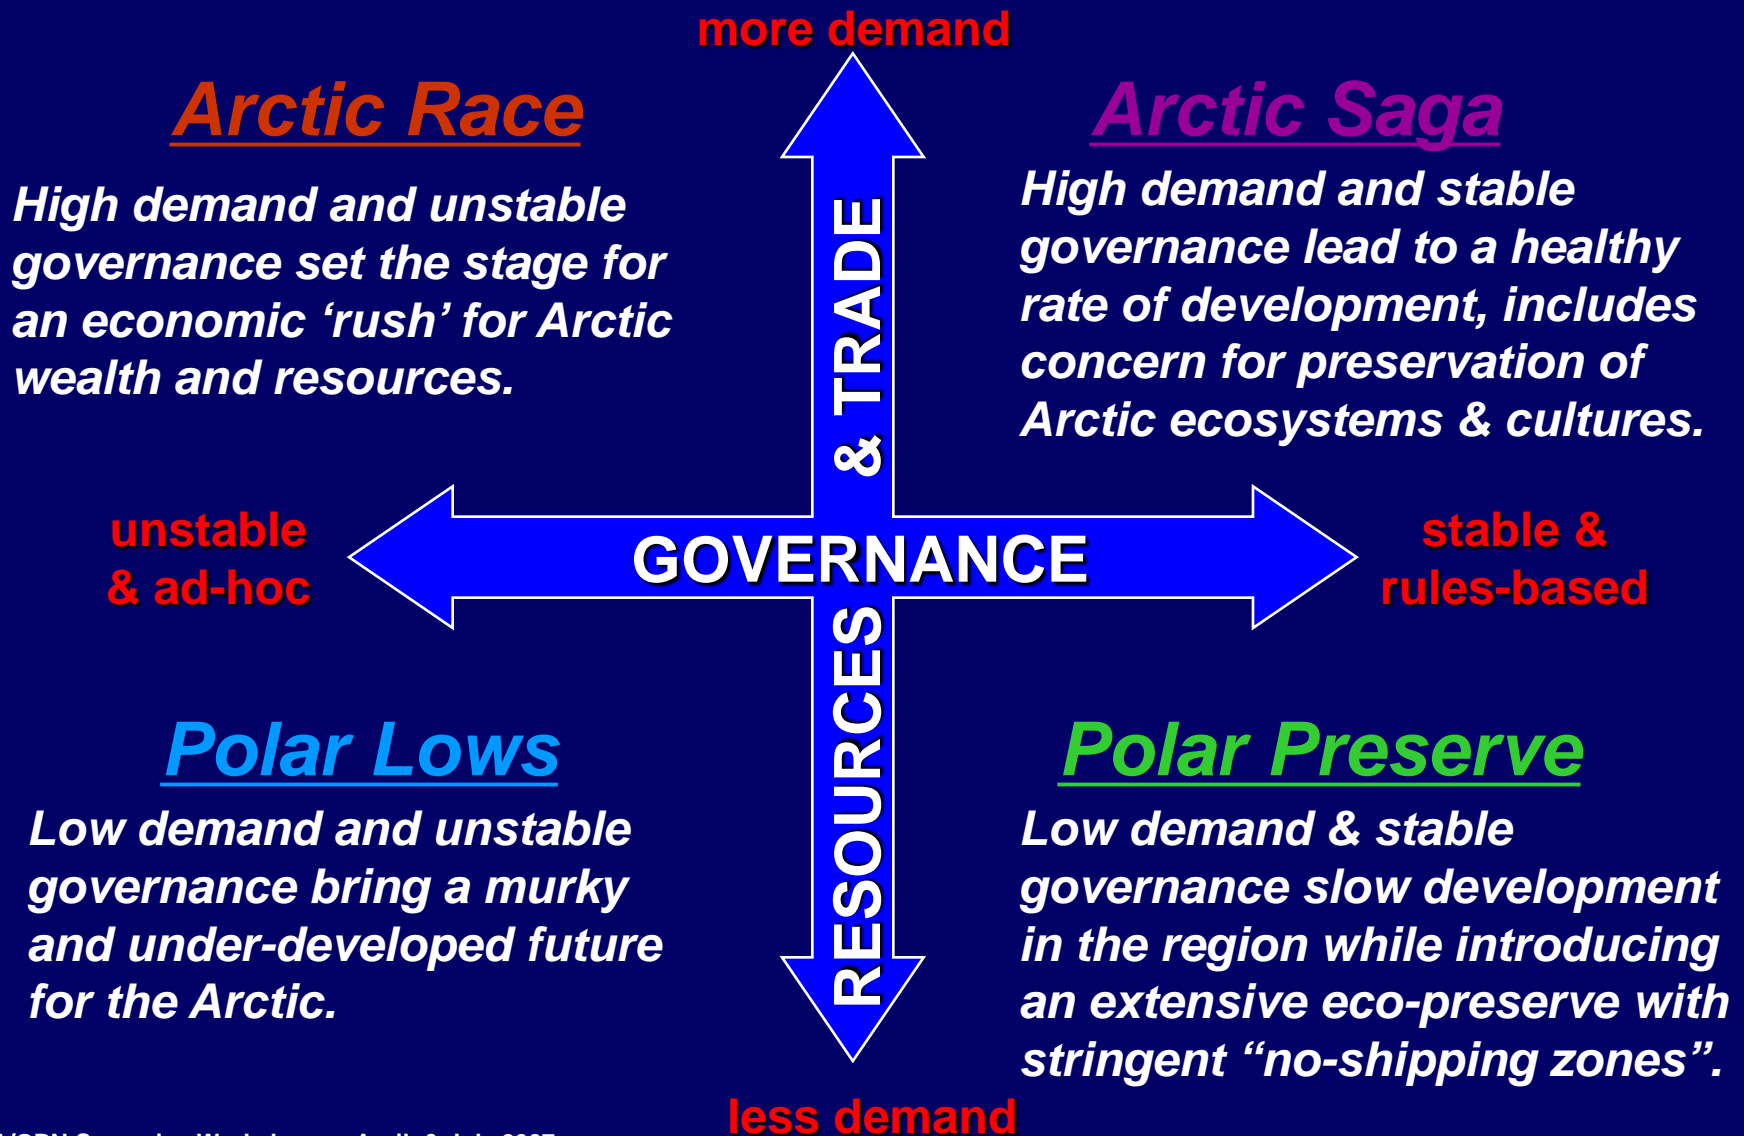 more demand
Arctic Race
High demand and unstable
governance set the stage for
an economic ‘rush’ for Arctic
wealth and resources.
Arctic Saga
High demand and stable
governance lead to a healthy
rate of development, includes
concern for preservation of
Arctic ecosystems & cultures.
unstable
& ad-hoc
GOVERNANCE
RESOURCES & TRADE
stable &
rules-based
Polar Lows
Low demand and unstable
governance bring a murky
and under-developed future
for the Arctic.
Polar Preserve
Low demand & stable
governance slow development
in the region while introducing
an extensive eco-preserve with
stringent “no-shipping zones”.
less demand